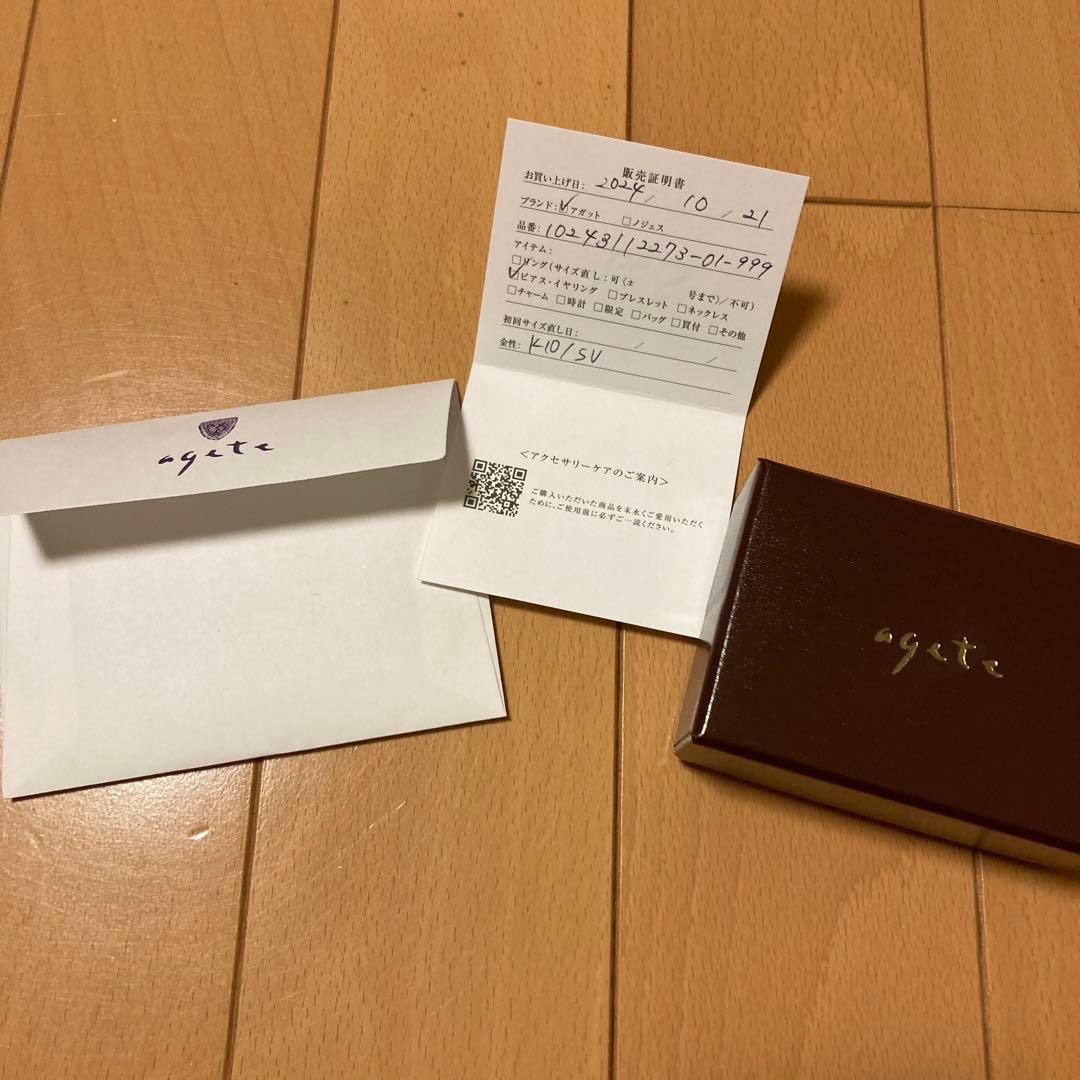 販売証明書
お買い上げ日： 2024 / 10 / 21
ブランド：☑アガット □ノジェス
品番：10243112273-01-999
アイテム：
□リング（サイズ直し：可（± 号まで）／不可）
☑ピアス・イヤリング □ブレスレット □ネックレス
□チャーム □時計 □限定 □バッグ □買付 □その他
初回サイズ直し日： / /
金性：K10/SV
＜アクセサリーケアのご案内＞
ご購入いただいた商品を末永くご愛用いただく
ために、ご使用前に必ずご一読ください。
agete
agete